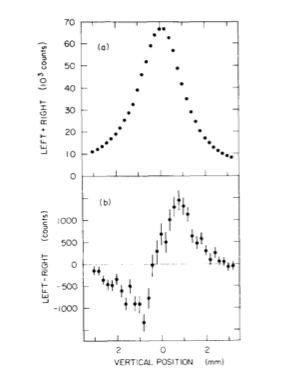 70
60
50
40
30
20
10
0
LEFT + RIGHT (10³ counts)
(a)
(b)
1000
500
0
-500
-1000
LEFT-RIGHT (counts)
2 0 2
VERTICAL POSITION (mm)